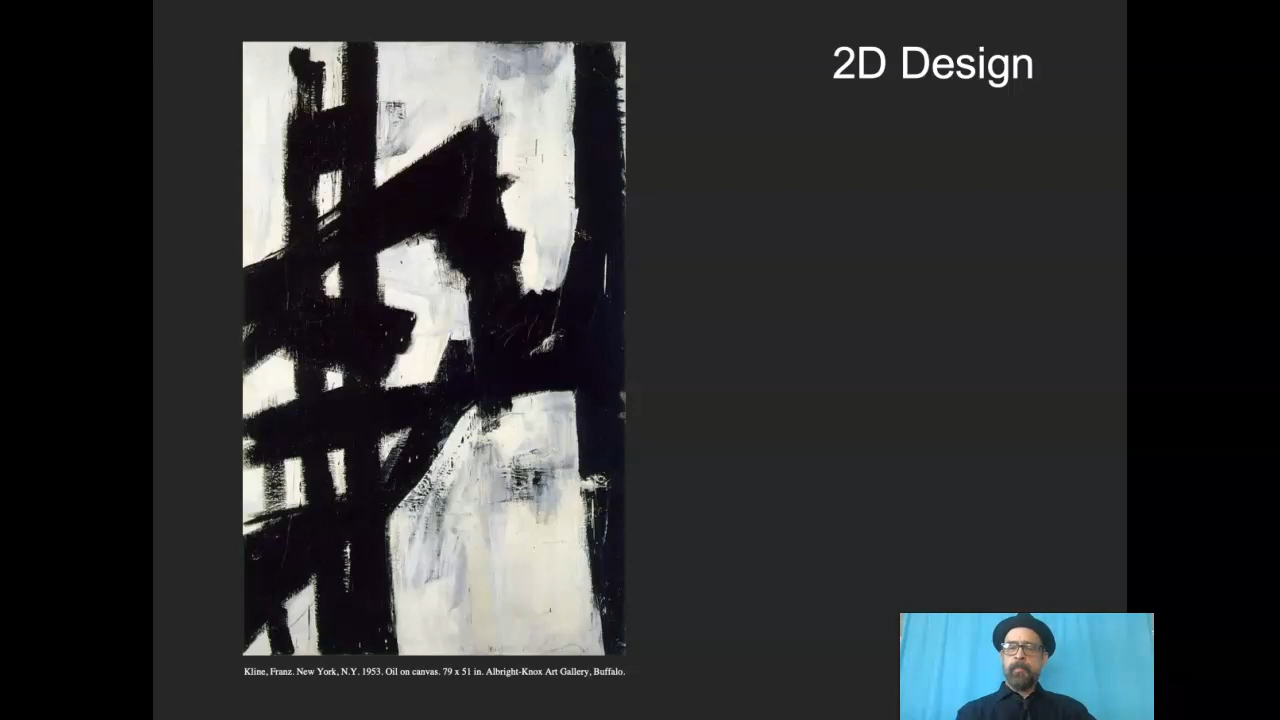 2D Design
Kline, Franz. New York, N.Y. 1953. Oil on canvas. 79 x 51 in. Albright-Knox Art Gallery, Buffalo.